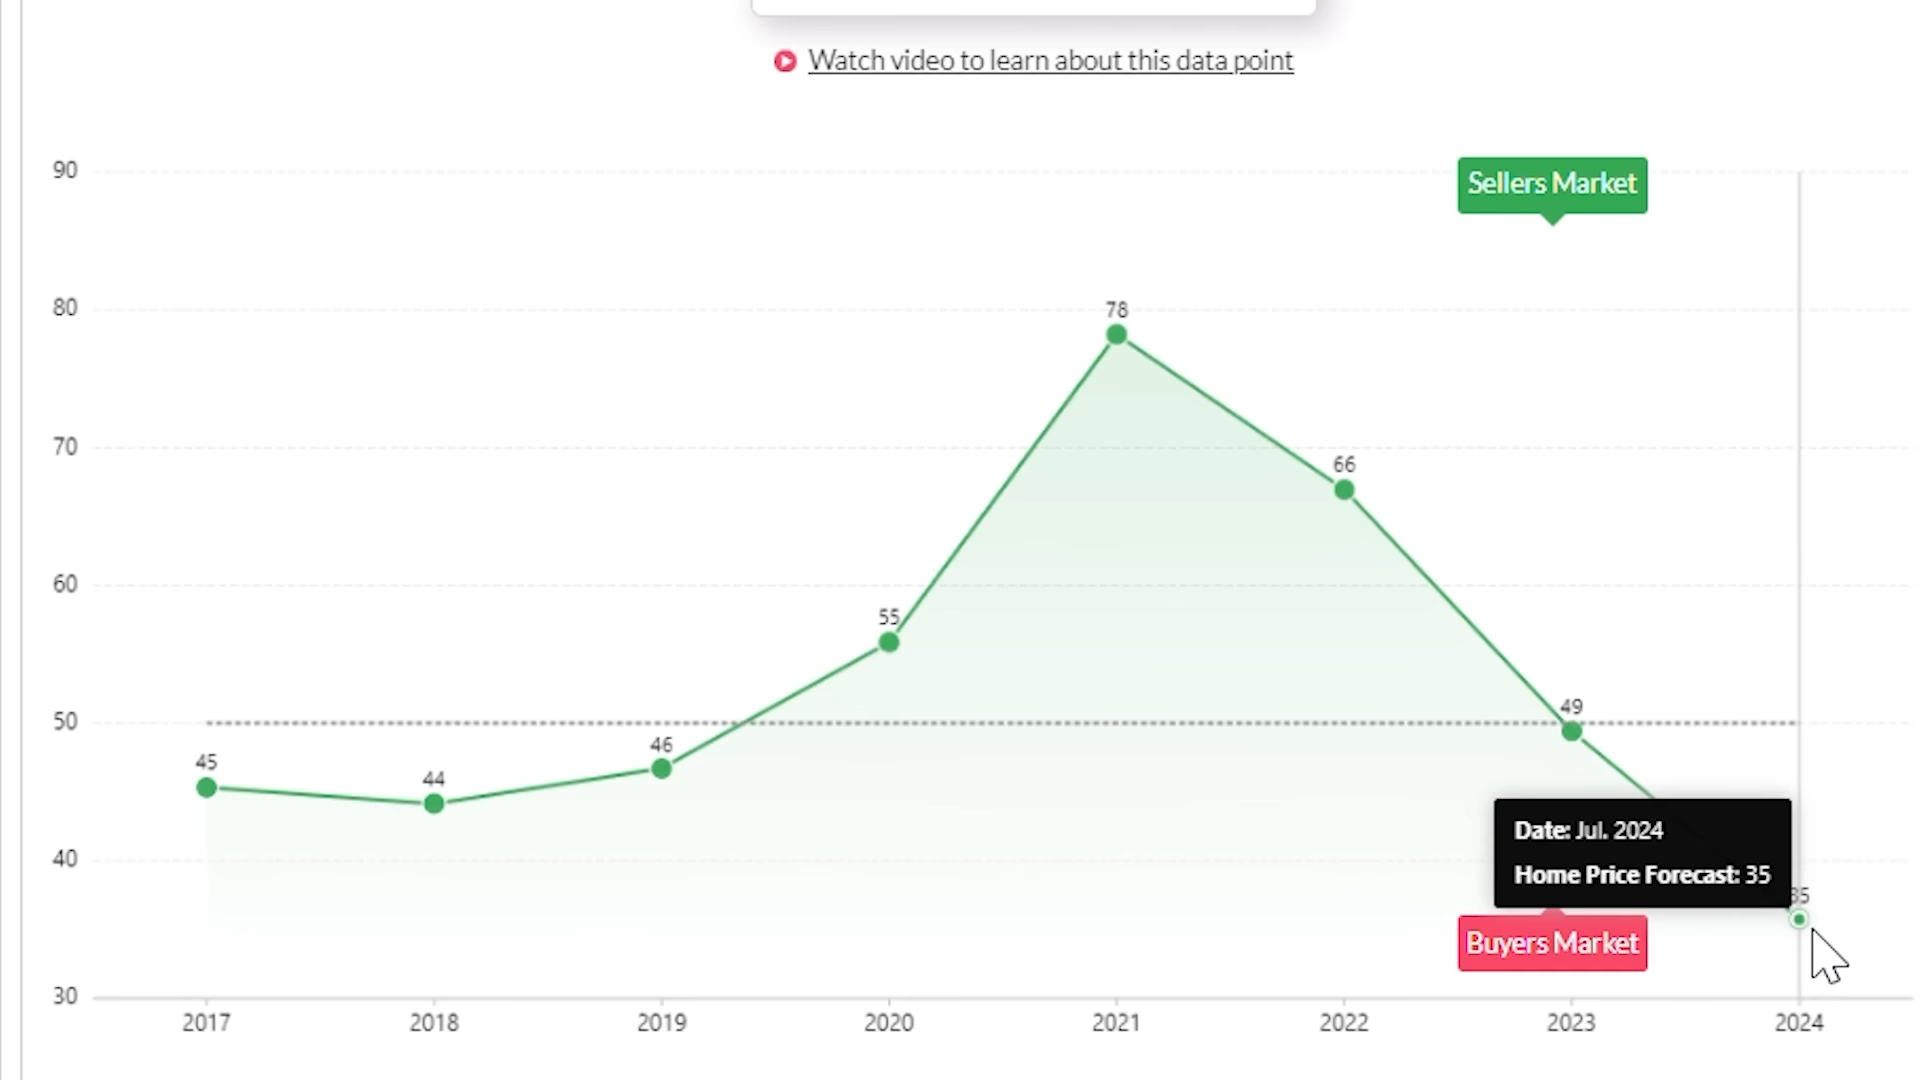 Watch video to learn about this data point
90
Sellers Market
80
78
70
66
60
55
50
49
46
45
44
Date: Jul. 2024
40
Home Price Forecast: 35
35
Buyers Market
30
2017 2018 2019 2020 2021 2022 2023 2024